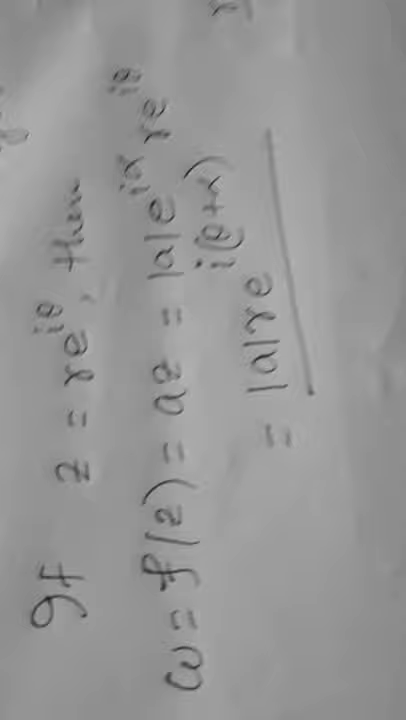 If z = re^{iθ}, then
w = f(z) = az = |a|e^{iα} re^{iθ}
= |a|re^{i(θ+α)}